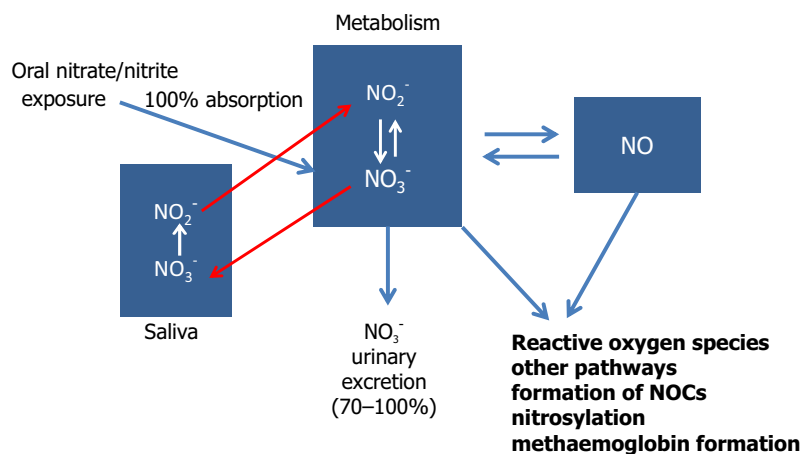 Metabolism
Oral nitrate/nitrite
exposure
100% absorption
NO₂⁻
NO₃⁻
NO
NO₂⁻
NO₃⁻
Saliva
NO₃⁻
urinary
excretion
(70–100%)
Reactive oxygen species
other pathways
formation of NOCs
nitrosylation
methaemoglobin formation